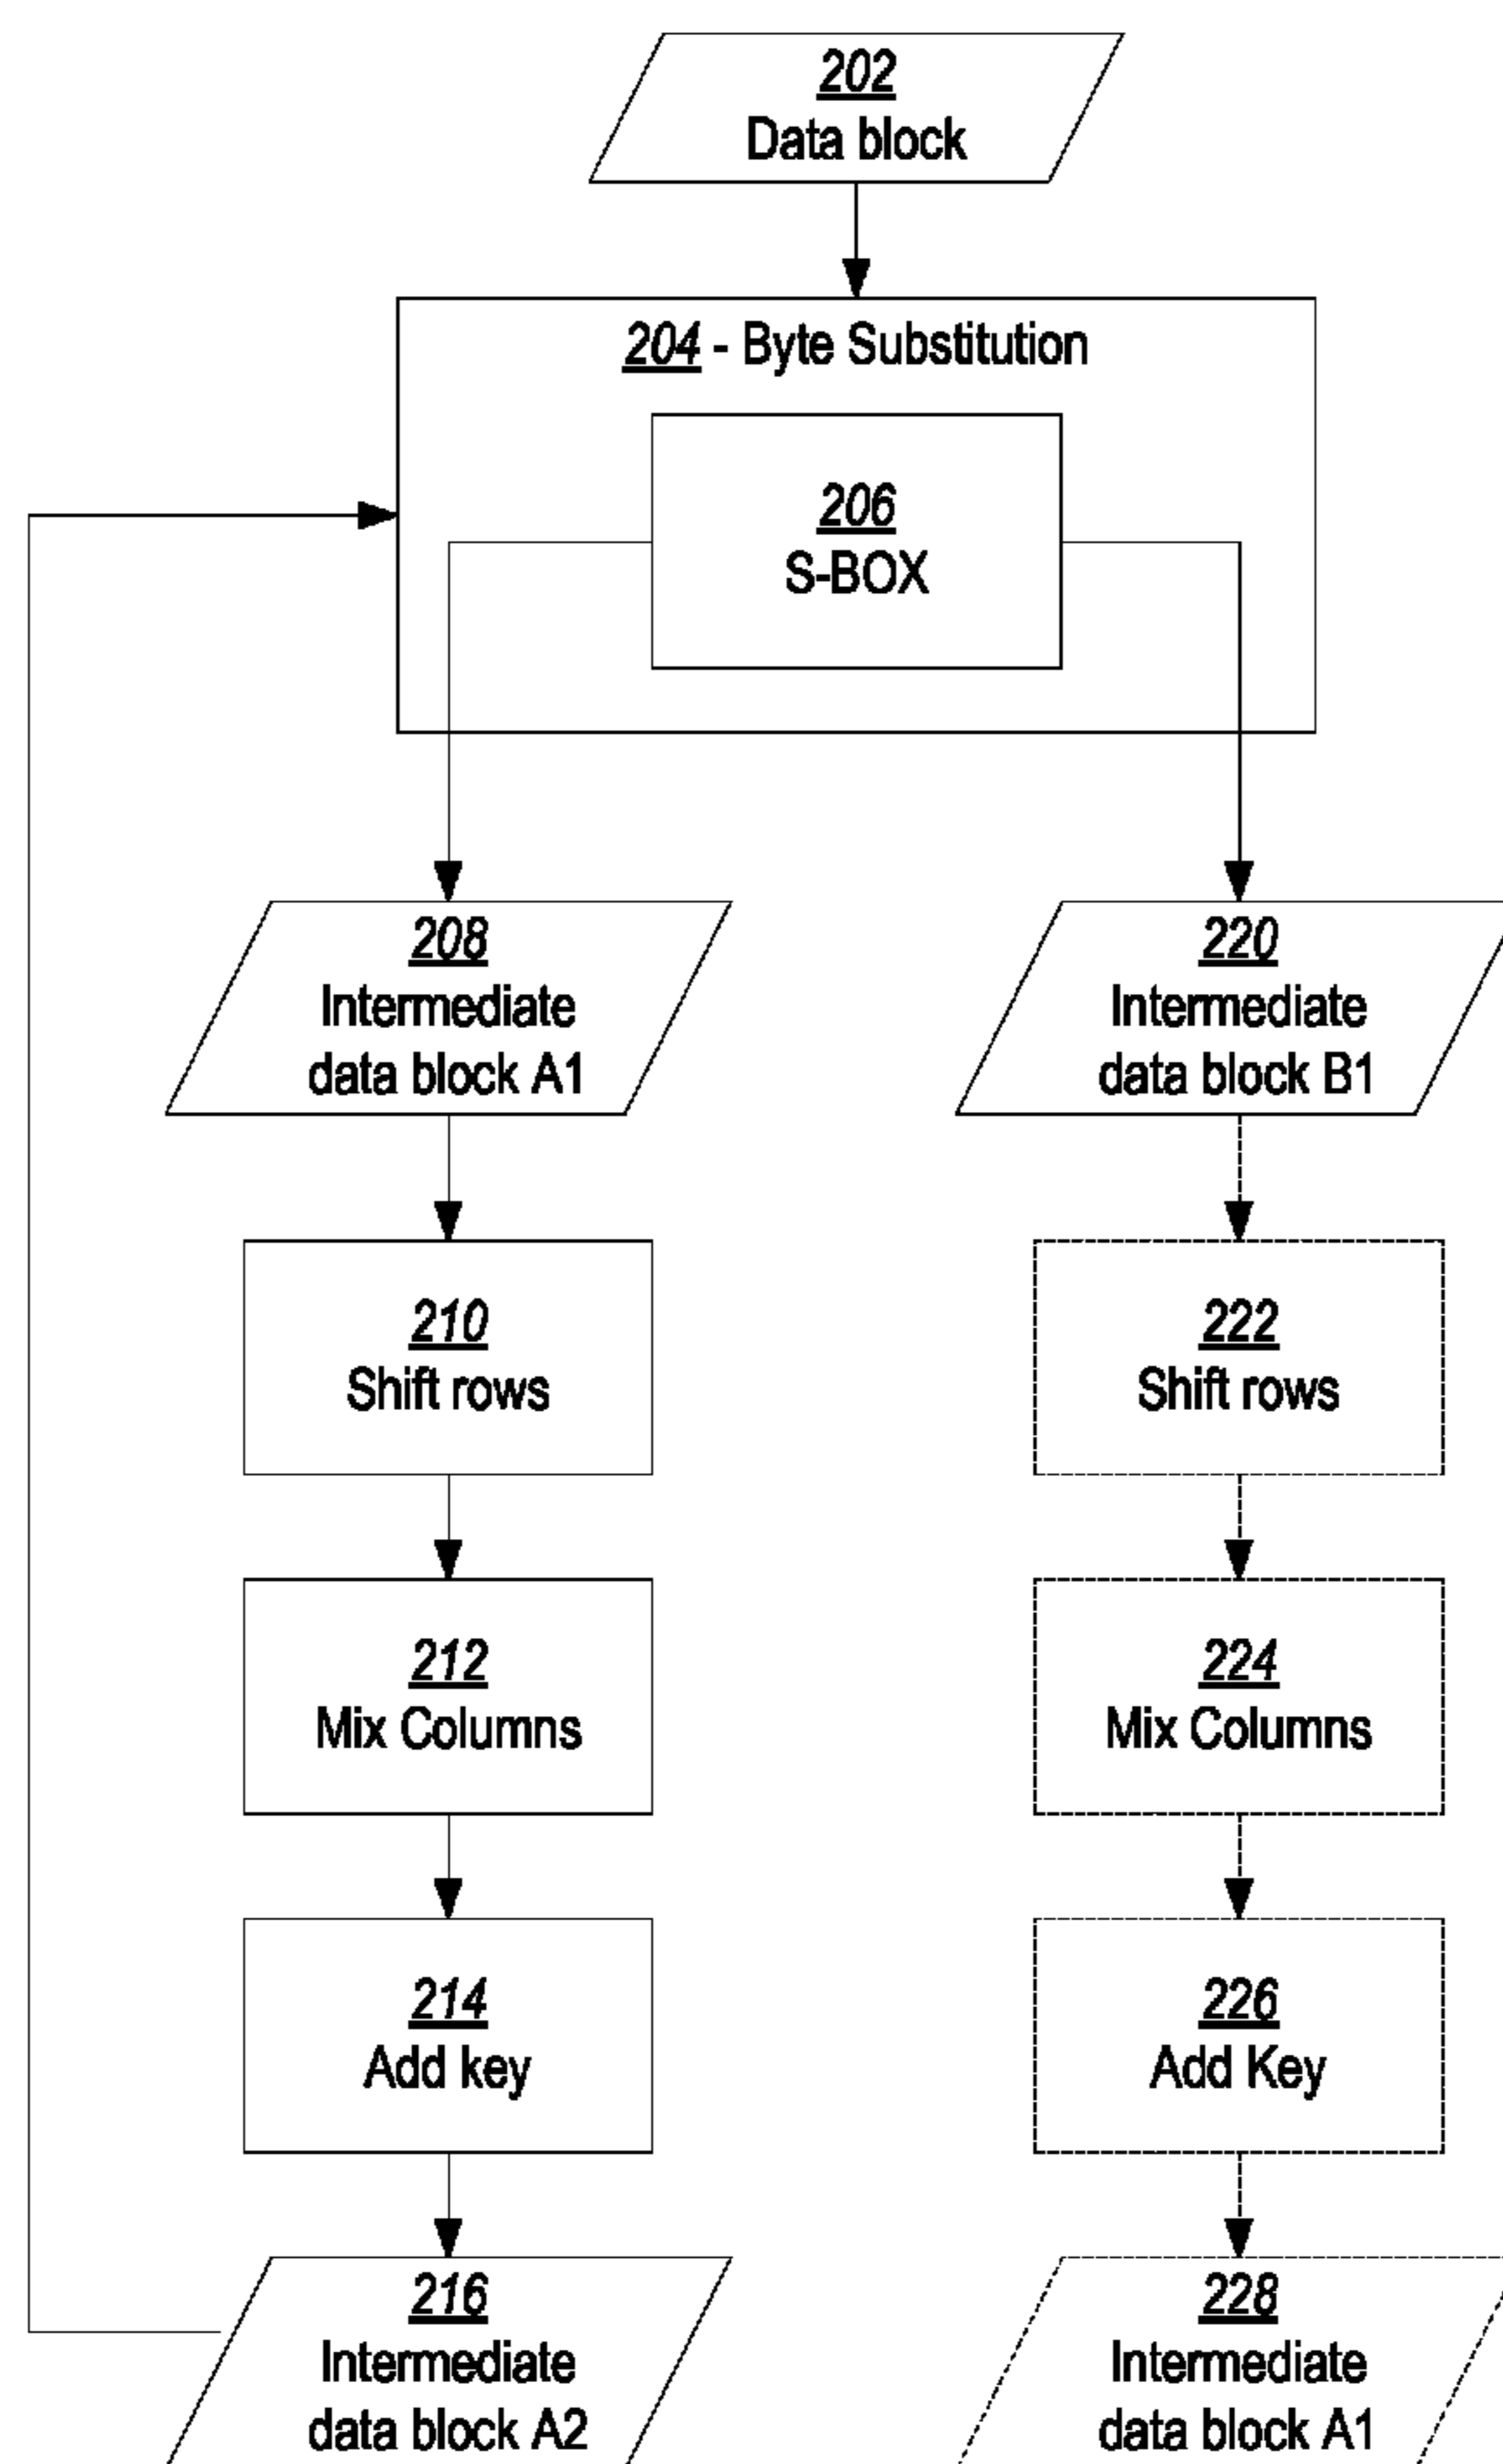 202
Data block
204 - Byte Substitution
206
S-BOX
208
Intermediate
data block A1
220
Intermediate
data block B1
210
Shift rows
222
Shift rows
212
Mix Columns
224
Mix Columns
214
Add key
226
Add Key
216
Intermediate
data block A2
228
Intermediate
data block A1